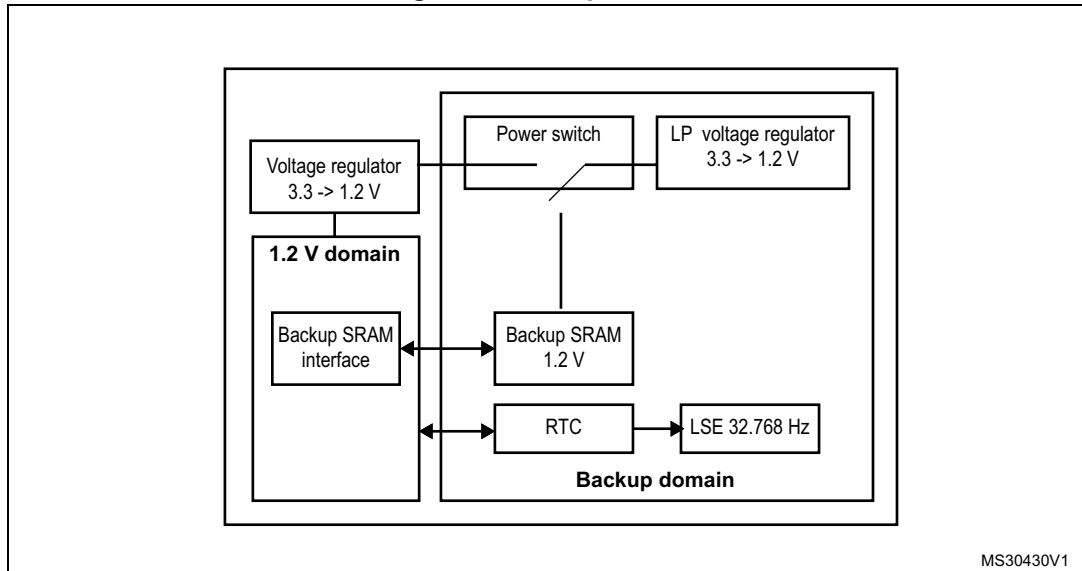 Power switch
LP voltage regulator
3.3 -> 1.2 V
Voltage regulator
3.3 -> 1.2 V
1.2 V domain
Backup SRAM
interface
Backup SRAM
1.2 V
RTC
LSE 32.768 Hz
Backup domain
MS30430V1